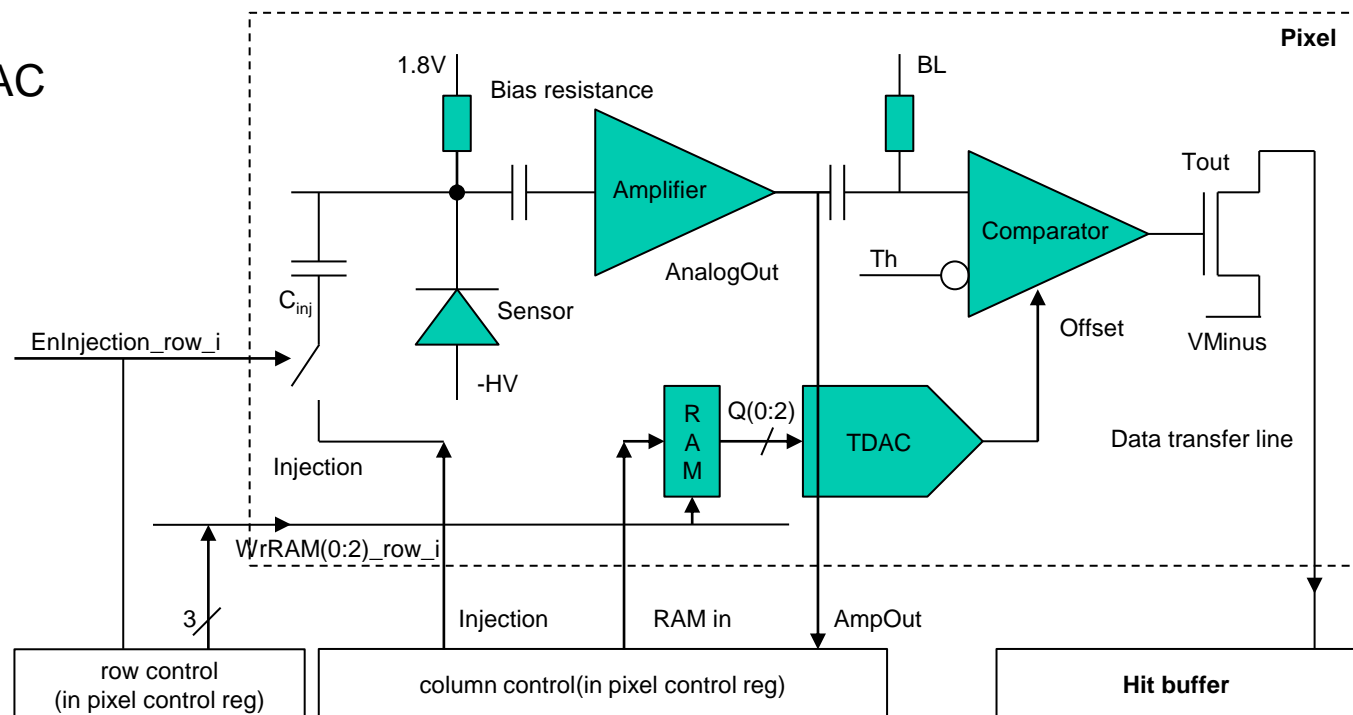 Pixel
AC
1.8V
BL
Bias resistance
Tout
Amplifier
Comparator
Th
AnalogOut
C_inj
Sensor
Offset
EnInjection_row_i
VMinus
-HV
R
A
M
Q(0:2)
TDAC
Data transfer line
Injection
WrRAM(0:2)_row_i
3
Injection
RAM in
AmpOut
row control
(in pixel control reg)
column control(in pixel control reg)
Hit buffer